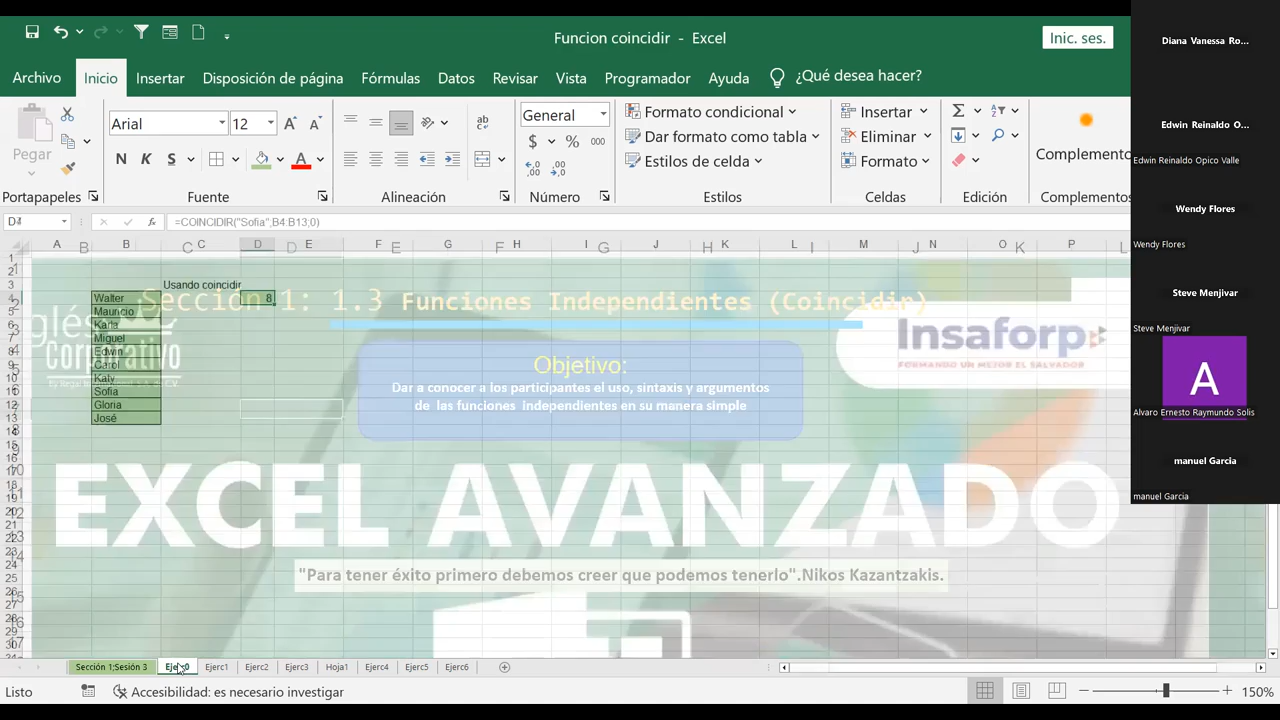 Funcion coincidir - Excel
Inic. ses.
Archivo Inicio Insertar Disposición de página Fórmulas Datos Revisar Vista Programador Ayuda ¿Qué desea hacer?
Pegar
Portapapeles
Arial 12
N K S
Fuente
ab
Alineación
General
$ % 000
Número
Formato condicional
Dar formato como tabla
Estilos de celda
Estilos
Insertar
Eliminar
Formato
Celdas
Edición
Complemento
Complementos
=COINCIDIR("Sofia",B4:B13;0)
A B C D E F G H I J K L M N O P
Usando coincidir
Walter 8
Mauricio
Karla
Miguel
Edwin
Carol
Katy
Sofia
Gloria
José
Sección 1: 1.3 Funciones Independientes (Coincidir)
Corporativo
Insaforp
FORMANDO UN MEJOR EL SALVADOR
Objetivo:
Dar a conocer a los participantes el uso, sintaxis y argumentos
de las funciones independientes en su manera simple
EXCEL AVANZADO
"Para tener éxito primero debemos creer que podemos tenerlo".Nikos Kazantzakis.
Sección 1;Sesión 3 Ejerc0 Ejerc1 Ejerc2 Ejerc3 Hoja1 Ejerc4 Ejerc5 Ejerc6
Listo Accesibilidad: es necesario investigar 150%
Diana Vanessa Ro...
Edwin Reinaldo O...
Edwin Reinaldo Opico Valle
Wendy Flores
Wendy Flores
Steve Menjivar
Steve Menjivar
A
Alvaro Ernesto Raymundo Solis
manuel Garcia
manuel Garcia